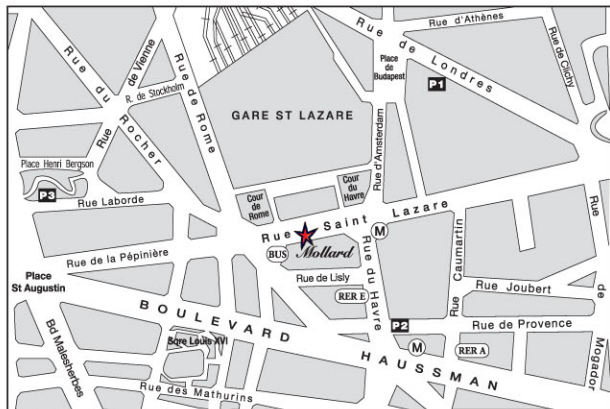 Rue d'Athènes
Rue de Londres
Rue de Clichy
Place
de
Budapest
P1
Rue du Rocher
Rue de Vienne
R. de Stockholm
Rue de Rome
GARE ST LAZARE
Rue d'Amsterdam
Place Henri Bergson
P3
Rue Laborde
Cour
de
Rome
Cour
du
Havre
Rue Saint Lazare
M
BUS
Mollard
Rue de la Pépinière
Place
St Augustin
Rue de Lisly
RER E
Rue du Havre
Rue Caumartin
Rue Joubert
Rue de Provence
P2
M
RER A
BOULEVARD HAUSSMAN
Sqre Louis XVI
Bd Malesherbes
Rue des Mathurins
de Mogador